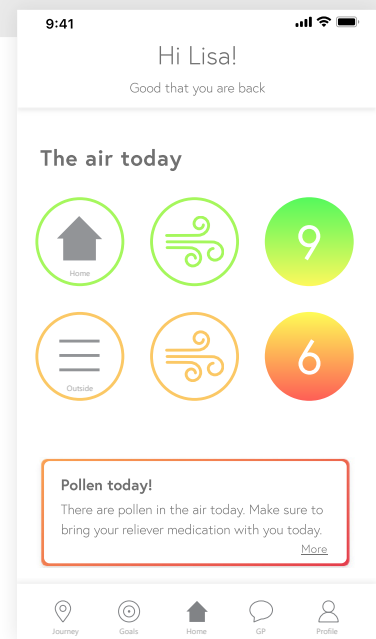 9:41
Hi Lisa!
Good that you are back
The air today
Home
9
Outside
6
Pollen today!
There are pollen in the air today. Make sure to
bring your reliever medication with you today.
More
Journey
Goals
Home
GP
Profile